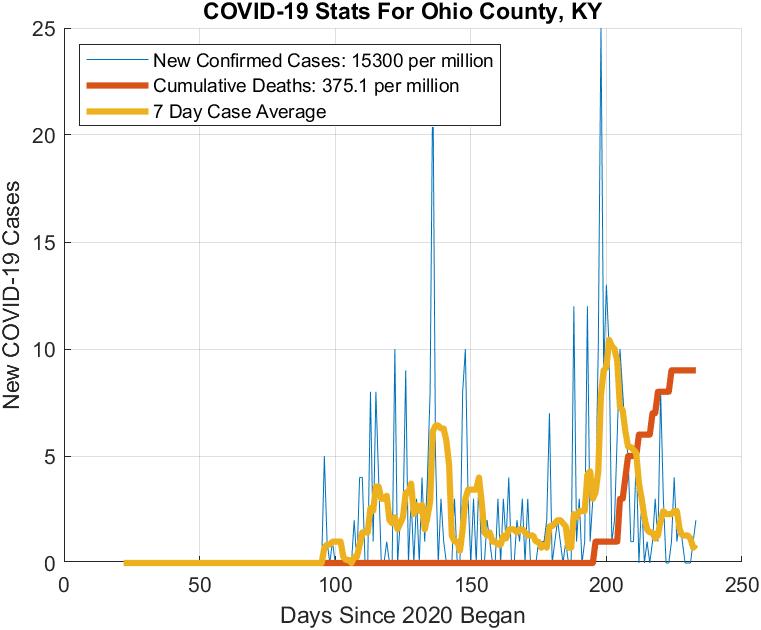 COVID-19 Stats For Ohio County, KY
25
20
15
10
5
0
New COVID-19 Cases
New Confirmed Cases: 15300 per million
Cumulative Deaths: 375.1 per million
7 Day Case Average
0 50 100 150 200 250
Days Since 2020 Began